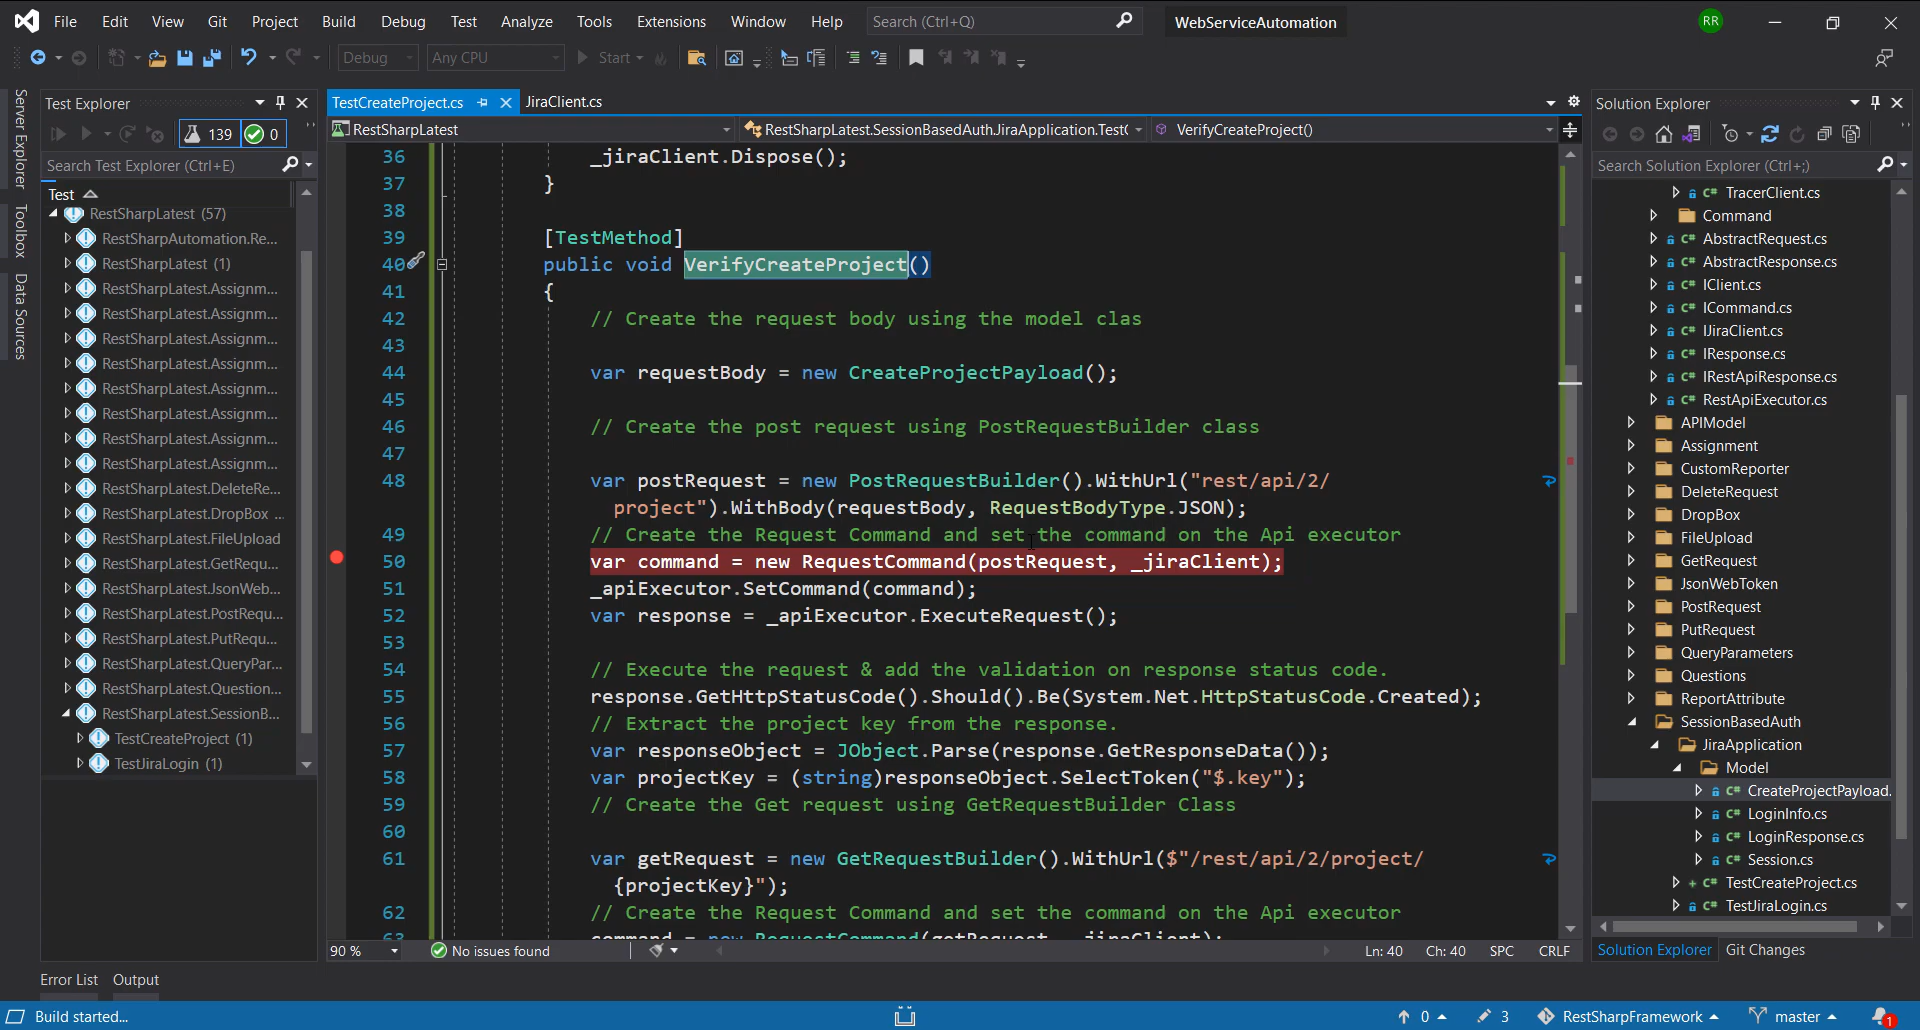 File Edit View Git Project Build Debug Test Analyze Tools Extensions Window Help Search (Ctrl+Q) WebServiceAutomation RR
Debug Any CPU Start
Server Explorer
Toolbox
Data Sources
Test Explorer
139 0
Search Test Explorer (Ctrl+E)
Test
RestSharpLatest (57)
RestSharpAutomation.Re...
RestSharpLatest (1)
RestSharpLatest.Assignm...
RestSharpLatest.Assignm...
RestSharpLatest.Assignm...
RestSharpLatest.Assignm...
RestSharpLatest.Assignm...
RestSharpLatest.Assignm...
RestSharpLatest.Assignm...
RestSharpLatest.Assignm...
RestSharpLatest.DeleteRe...
RestSharpLatest.DropBox ...
RestSharpLatest.FileUpload
RestSharpLatest.GetRequ...
RestSharpLatest.JsonWeb...
RestSharpLatest.PostRequ...
RestSharpLatest.PutRequ...
RestSharpLatest.QueryPar...
RestSharpLatest.Question...
RestSharpLatest.SessionB...
TestCreateProject (1)
TestJiraLogin (1)
TestCreateProject.cs JiraClient.cs
RestSharpLatest RestSharpLatest.SessionBasedAuth.JiraApplication.TestC VerifyCreateProject()
36 _jiraClient.Dispose();
37 }
38
39 [TestMethod]
40 public void VerifyCreateProject()
41 {
42 // Create the request body using the model clas
43
44 var requestBody = new CreateProjectPayload();
45
46 // Create the post request using PostRequestBuilder class
47
48 var postRequest = new PostRequestBuilder().WithUrl("rest/api/2/
project").WithBody(requestBody, RequestBodyType.JSON);
49 // Create the Request Command and set the command on the Api executor
50 var command = new RequestCommand(postRequest, _jiraClient);
51 _apiExecutor.SetCommand(command);
52 var response = _apiExecutor.ExecuteRequest();
53
54 // Execute the request & add the validation on response status code.
55 response.GetHttpStatusCode().Should().Be(System.Net.HttpStatusCode.Created);
56 // Extract the project key from the response.
57 var responseObject = JObject.Parse(response.GetResponseData());
58 var projectKey = (string)responseObject.SelectToken("$.key");
59 // Create the Get request using GetRequestBuilder Class
60
61 var getRequest = new GetRequestBuilder().WithUrl($"/rest/api/2/project/
{projectKey}");
62 // Create the Request Command and set the command on the Api executor
63 command = new RequestCommand(getRequest, _jiraClient);
90 % No issues found Ln: 40 Ch: 40 SPC CRLF
Solution Explorer
Search Solution Explorer (Ctrl+;)
C# TracerClient.cs
Command
C# AbstractRequest.cs
C# AbstractResponse.cs
C# IClient.cs
C# ICommand.cs
C# IJiraClient.cs
C# IResponse.cs
C# IRestApiResponse.cs
C# RestApiExecutor.cs
APIModel
Assignment
CustomReporter
DeleteRequest
DropBox
FileUpload
GetRequest
JsonWebToken
PostRequest
PutRequest
QueryParameters
Questions
ReportAttribute
SessionBasedAuth
JiraApplication
Model
C# CreateProjectPayload.
C# LoginInfo.cs
C# LoginResponse.cs
C# Session.cs
C# TestCreateProject.cs
C# TestJiraLogin.cs
Solution Explorer Git Changes
Error List Output
Build started... 0 3 RestSharpFramework master 1